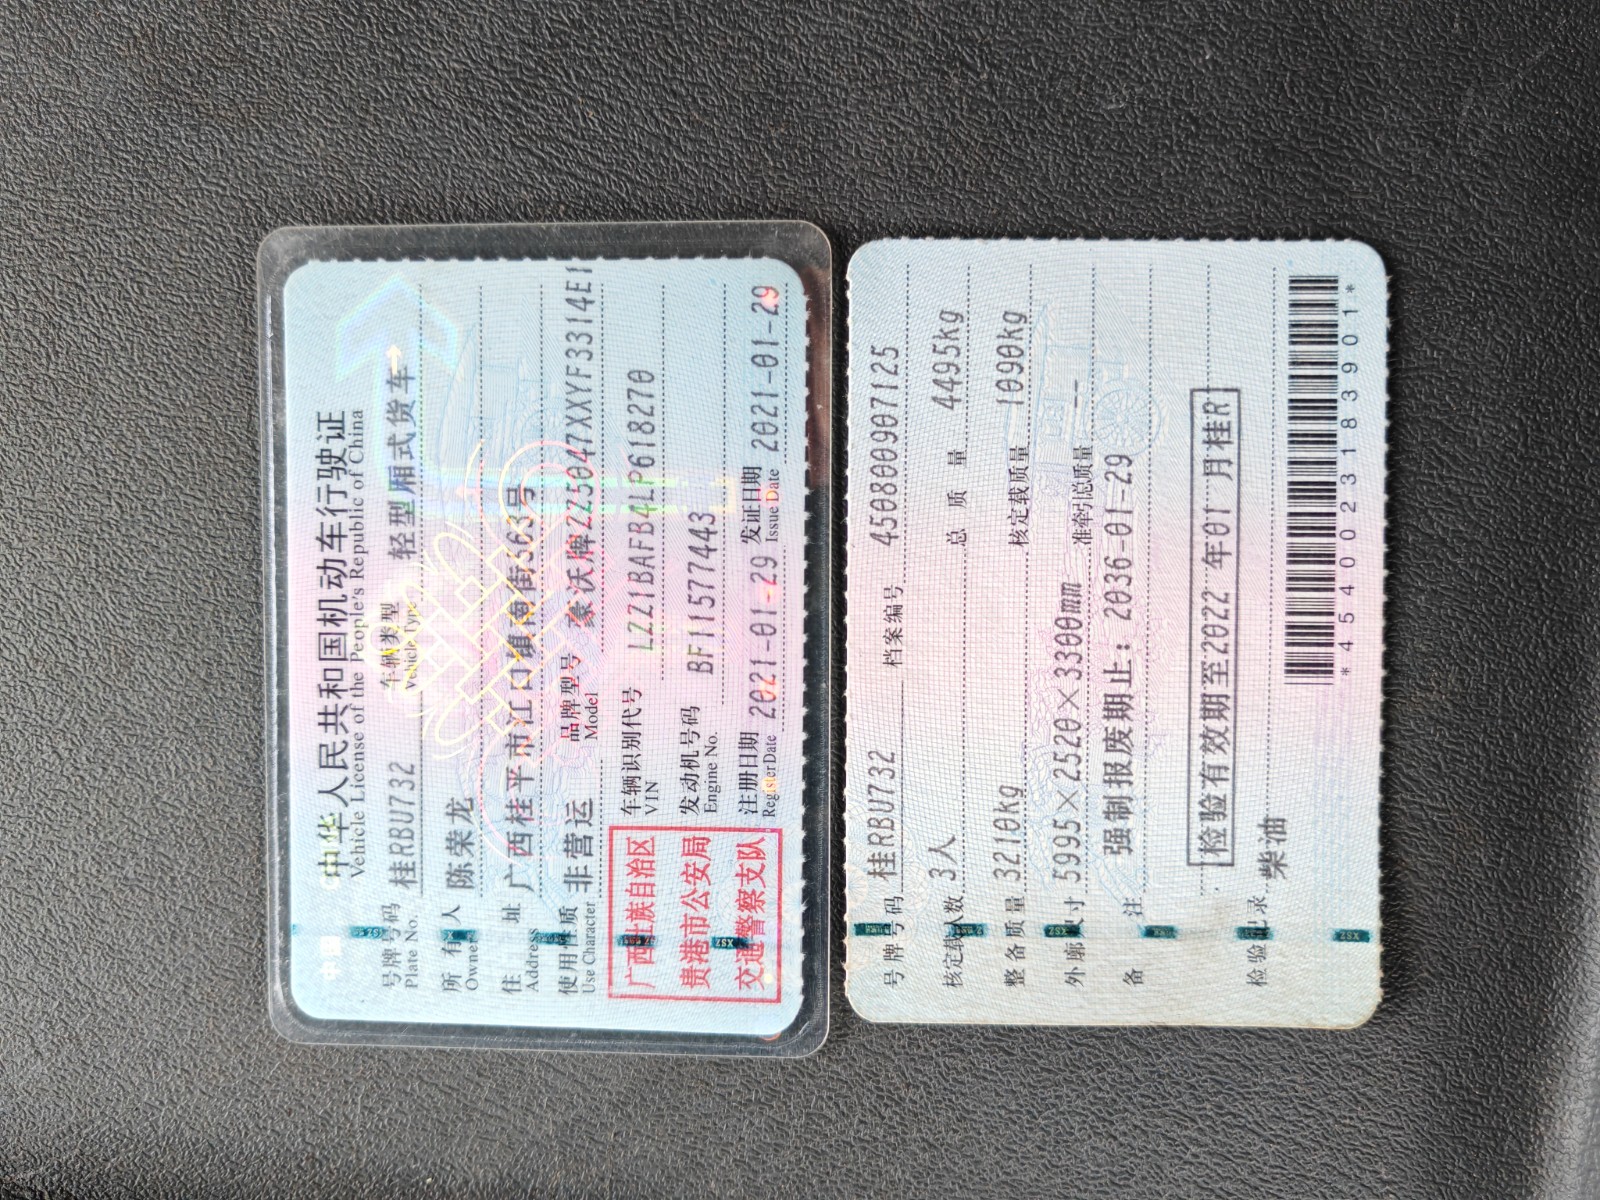 中华人民共和国机动车行驶证
Vehicle License of the People's Republic of China
号牌号码 桂RBU732 车辆类型 轻型厢式货车
Plate No. Vehicle Type
所有人 陈荣龙
Owner
住址 广西桂平市江口镇南街363号
Address
使用性质 非营运 品牌型号 豪沃牌ZZ5047XXYF3314E1
Use Character Model
广西壮族自治区
贵港市公安局
交通警察支队
车辆识别代号 LZZ1BAFB4LP618270
VIN
发动机号码 BF11577443
Engine No.
注册日期 2021-01-29 发证日期 2021-01-29
Register Date Issue Date
号牌号码 桂RBU732 档案编号 450800907125
核定载人数 3人 总质量 4495kg
整备质量 3210kg 核定载质量 1090kg
外廓尺寸 5995×2520×3300mm 准牵引总质量 ---
备注 强制报废期止：2036-01-29
检验有效期至2022年01月桂R
检验记录 柴油
*4540023183901*